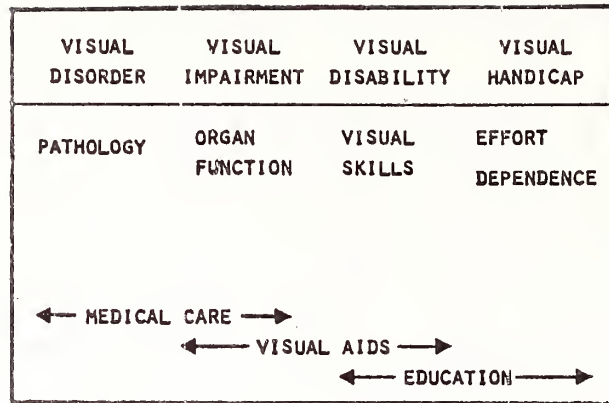 VISUAL VISUAL VISUAL VISUAL
DISORDER IMPAIRMENT DISABILITY HANDICAP
PATHOLOGY ORGAN VISUAL EFFORT
FUNCTION SKILLS DEPENDENCE
MEDICAL CARE
VISUAL AIDS
EDUCATION